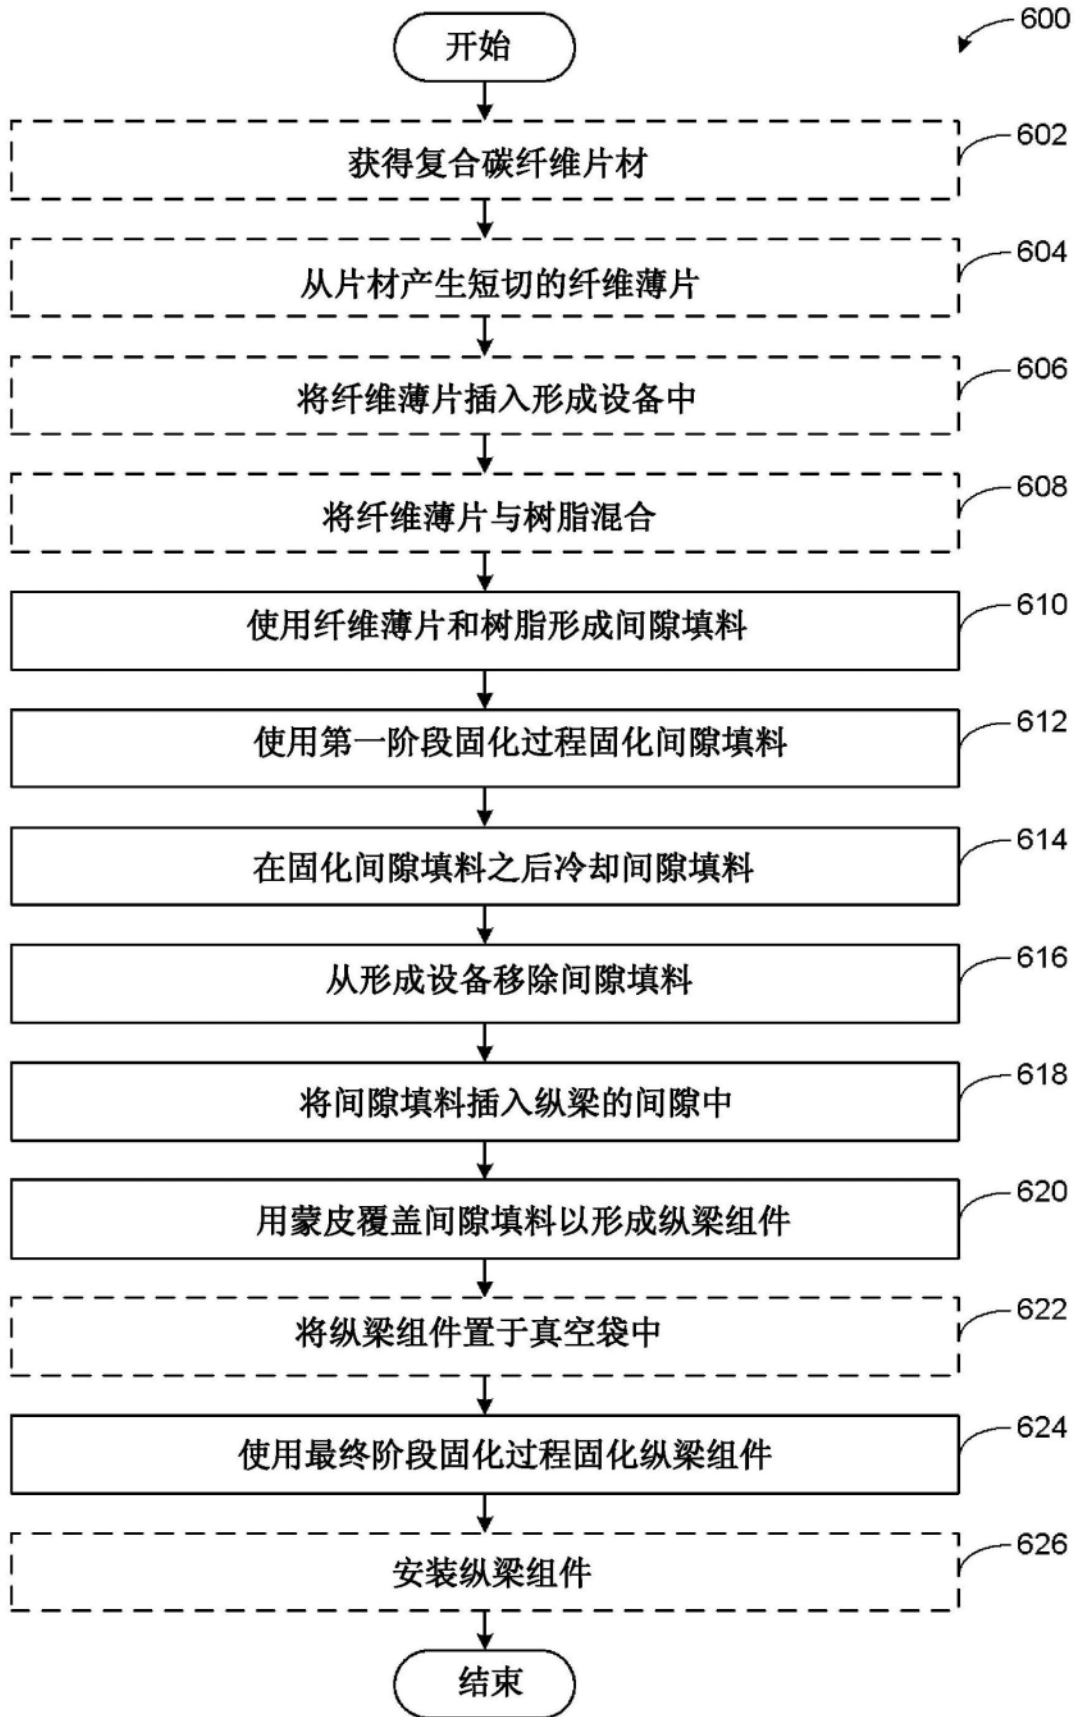 开始
600
获得复合碳纤维片材
602
从片材产生短切的纤维薄片
604
将纤维薄片插入形成设备中
606
将纤维薄片与树脂混合
608
使用纤维薄片和树脂形成间隙填料
610
使用第一阶段固化过程固化间隙填料
612
在固化间隙填料之后冷却间隙填料
614
从形成设备移除间隙填料
616
将间隙填料插入纵梁的间隙中
618
用蒙皮覆盖间隙填料以形成纵梁组件
620
将纵梁组件置于真空袋中
622
使用最终阶段固化过程固化纵梁组件
624
安装纵梁组件
626
结束